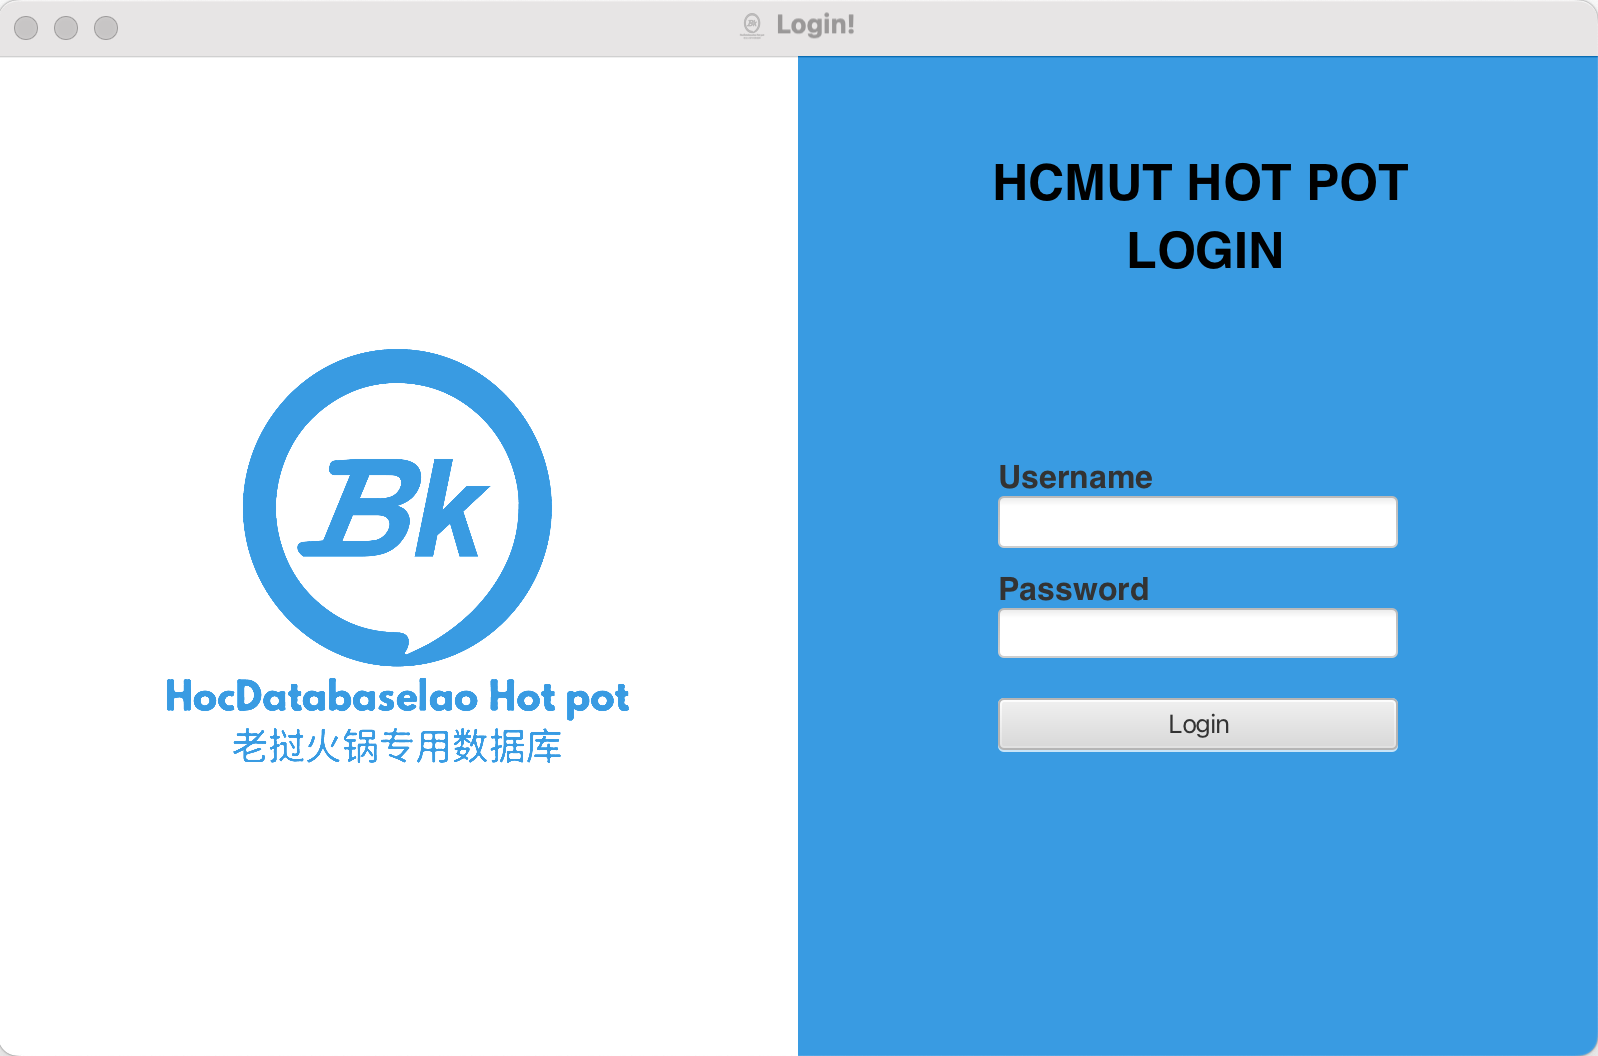 Login!
Bk
HocDatabaselao Hot pot
老挝火锅专用数据库
HCMUT HOT POT
LOGIN
Username
Password
Login